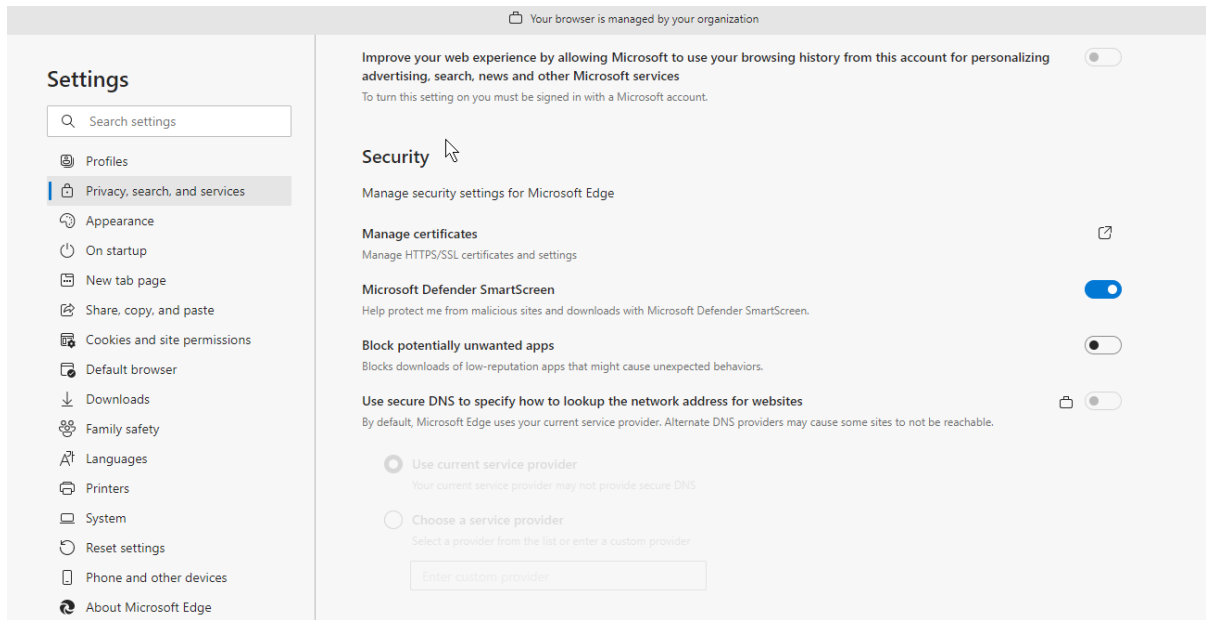 Your browser is managed by your organization
Settings
Search settings
Profiles
Privacy, search, and services
Appearance
On startup
New tab page
Share, copy, and paste
Cookies and site permissions
Default browser
Downloads
Family safety
Languages
Printers
System
Reset settings
Phone and other devices
About Microsoft Edge
Improve your web experience by allowing Microsoft to use your browsing history from this account for personalizing
advertising, search, news and other Microsoft services
To turn this setting on you must be signed in with a Microsoft account.
Security
Manage security settings for Microsoft Edge
Manage certificates
Manage HTTPS/SSL certificates and settings
Microsoft Defender SmartScreen
Help protect me from malicious sites and downloads with Microsoft Defender SmartScreen.
Block potentially unwanted apps
Blocks downloads of low-reputation apps that might cause unexpected behaviors.
Use secure DNS to specify how to lookup the network address for websites
By default, Microsoft Edge uses your current service provider. Alternate DNS providers may cause some sites to not be reachable.
Use current service provider
Your current service provider may not provide secure DNS
Choose a service provider
Select a provider from the list or enter a custom provider
Enter custom provider